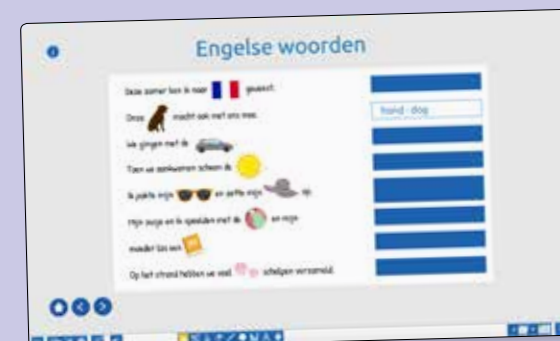 Engelse woorden
Deze zomer ben ik naar geweest.
Onze mocht ook met ons mee.
hond - dog
We gingen met de
Toen we aankwamen scheen de
Ik pakte mijn en zette mijn op.
Mijn zusje en ik speelden met de en mijn
moeder las een
Op het strand hebben we veel schelpen verzameld.